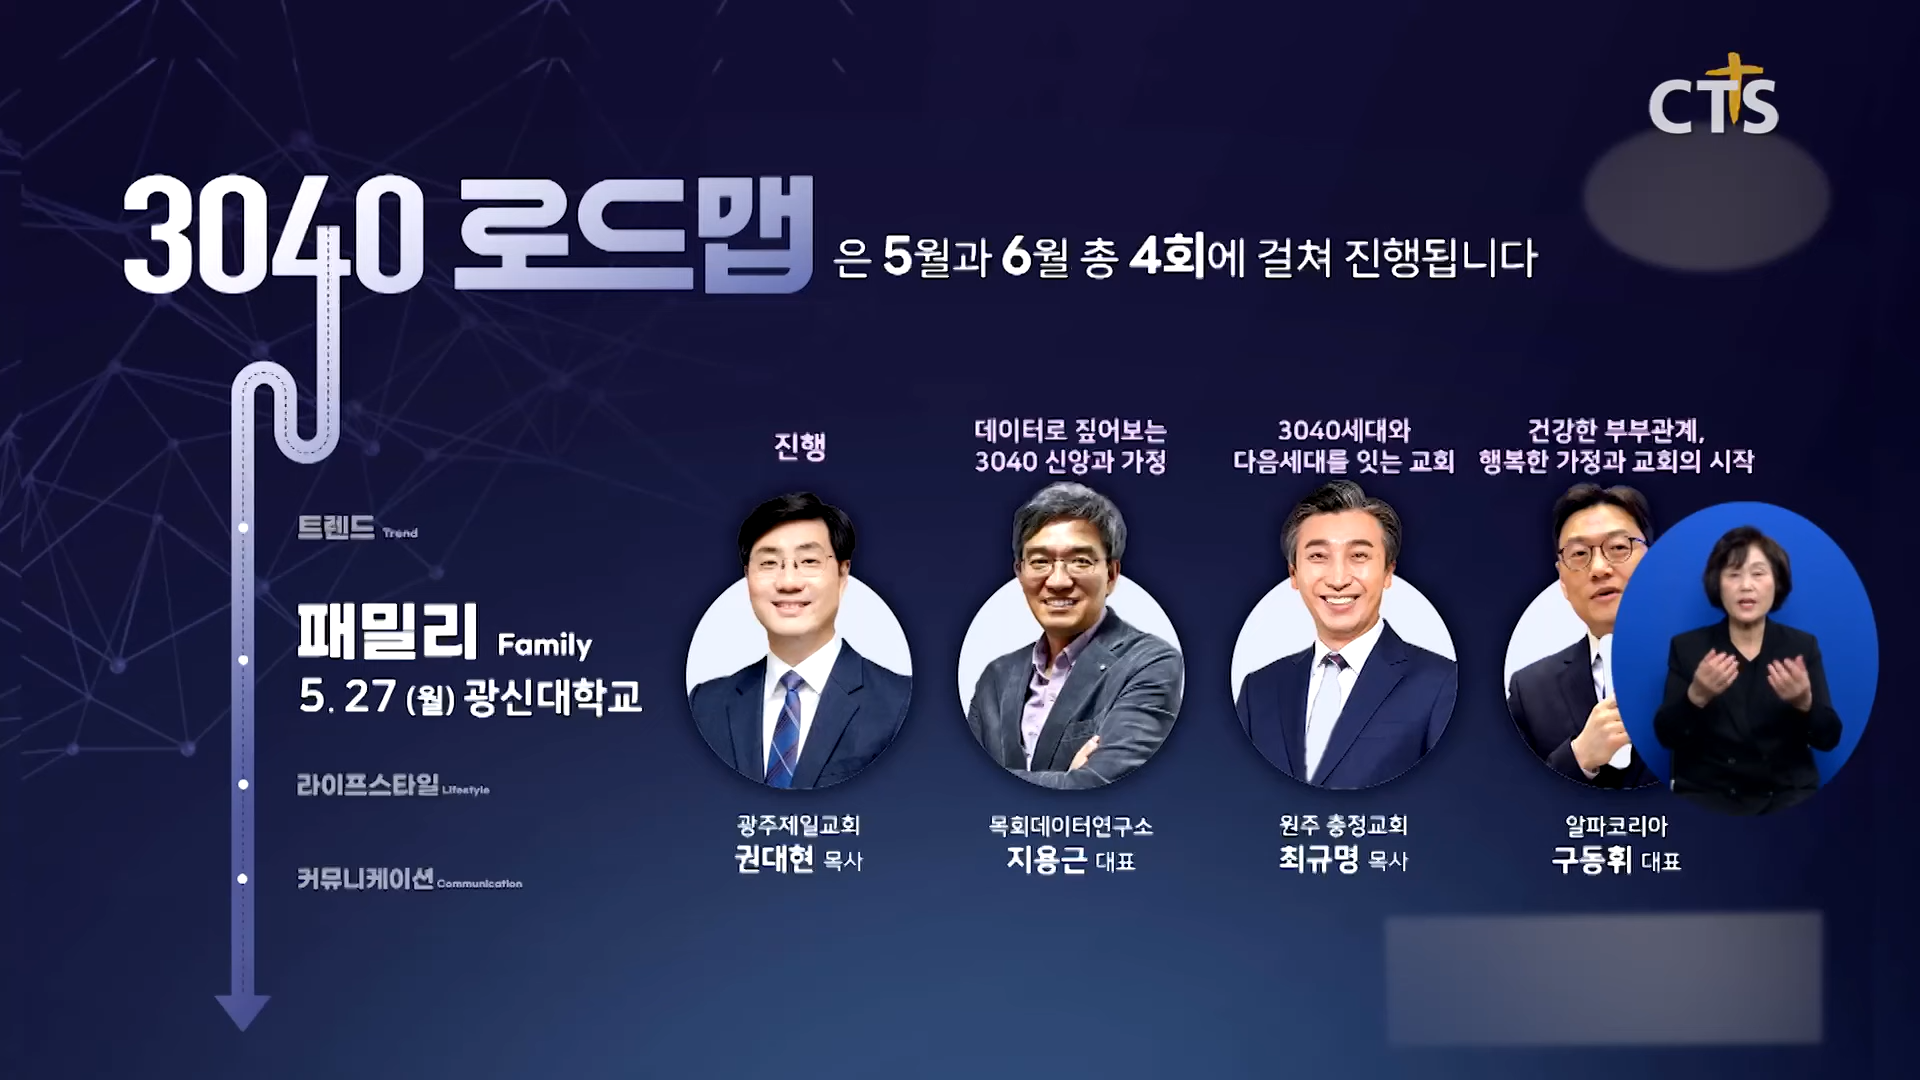 CTS
3040 로드맵은 5월과 6월 총 4회에 걸쳐 진행됩니다
트렌드 Trend
패밀리 Family
5. 27 (월) 광신대학교
라이프스타일 Lifestyle
커뮤니케이션 Communication
진행
광주제일교회
권대현 목사
데이터로 짚어보는
3040 신앙과 가정
목회데이터연구소
지용근 대표
3040세대와
다음세대를 잇는 교회
원주 충정교회
최규명 목사
건강한 부부관계,
행복한 가정과 교회의 시작
알파코리아
구동휘 대표